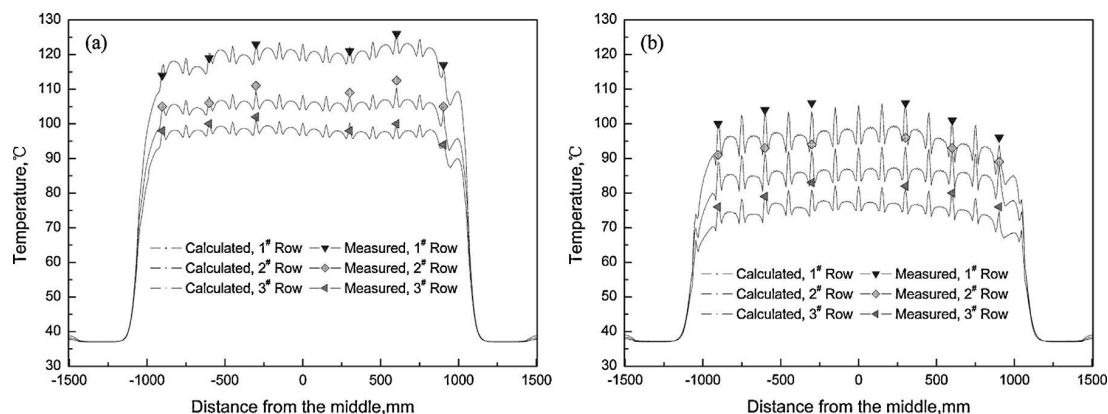 (a)
130
120
110
100
90
80
70
60
50
40
30
Temperature,℃
Calculated, 1# Row Measured, 1# Row
Calculated, 2# Row Measured, 2# Row
Calculated, 3# Row Measured, 3# Row
-1500 -1000 -500 0 500 1000 1500
Distance from the middle,mm
(b)
130
120
110
100
90
80
70
60
50
40
30
Temperature,℃
Calculated, 1# Row Measured, 1# Row
Calculated, 2# Row Measured, 2# Row
Calculated, 3# Row Measured, 3# Row
-1500 -1000 -500 0 500 1000 1500
Distance from the middle,mm